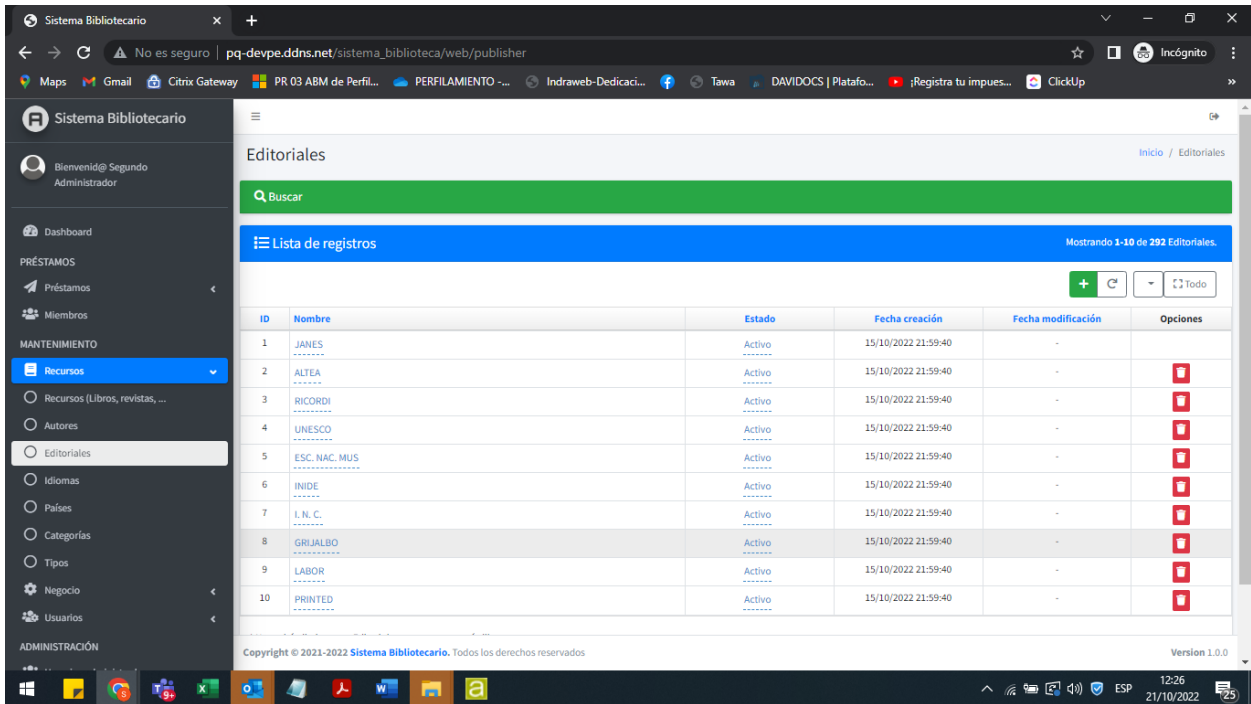 Sistema Bibliotecario
No es seguro | pq-devpe.ddns.net/sistema_biblioteca/web/publisher
Incógnito
Maps Gmail Citrix Gateway PR 03 ABM de Perfil... PERFILAMIENTO -... Indraweb-Dedicaci... Tawa DAVIDOCS | Platafo... ¡Registra tu impues... ClickUp »
Sistema Bibliotecario
Bienvenid@ Segundo
Administrador
Dashboard
PRÉSTAMOS
Préstamos
Miembros
MANTENIMIENTO
Recursos
Recursos (Libros, revistas, ...
Autores
Editoriales
Idiomas
Países
Categorías
Tipos
Negocio
Usuarios
ADMINISTRACIÓN
Editoriales
Inicio / Editoriales
Buscar
Lista de registros
Mostrando 1-10 de 292 Editoriales.
Todo
ID Nombre Estado Fecha creación Fecha modificación Opciones
1 JANES Activo 15/10/2022 21:59:40 -
2 ALTEA Activo 15/10/2022 21:59:40 -
3 RICORDI Activo 15/10/2022 21:59:40 -
4 UNESCO Activo 15/10/2022 21:59:40 -
5 ESC. NAC. MUS Activo 15/10/2022 21:59:40 -
6 INIDE Activo 15/10/2022 21:59:40 -
7 I. N. C. Activo 15/10/2022 21:59:40 -
8 GRIJALBO Activo 15/10/2022 21:59:40 -
9 LABOR Activo 15/10/2022 21:59:40 -
10 PRINTED Activo 15/10/2022 21:59:40 -
Copyright © 2021-2022 Sistema Bibliotecario. Todos los derechos reservados
Version 1.0.0
9+
ESP
12:26
21/10/2022
25